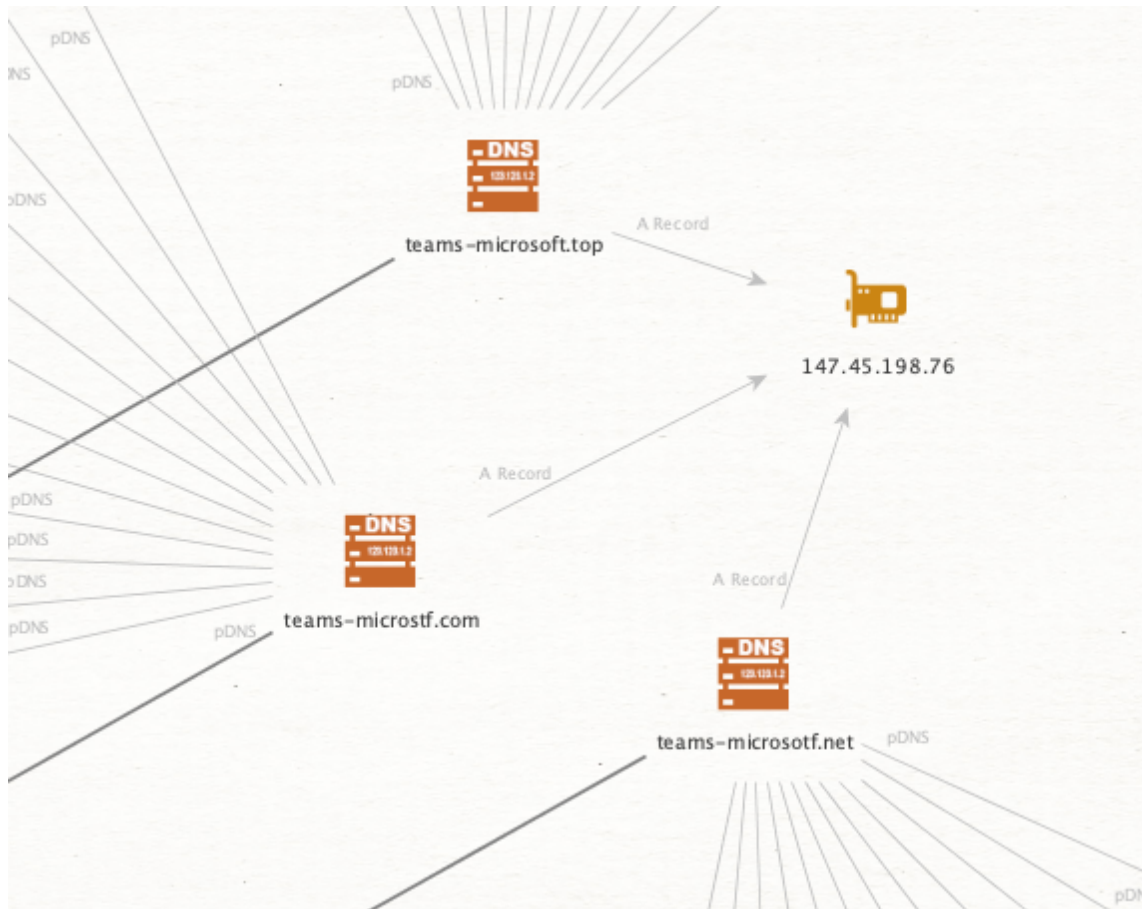 pDNS
pDNS
DNS
123.123.1.2
A Record
teams-microsoft.top
pDNS
147.45.198.76
A Record
pDNS
DNS
123.123.1.2
pDNS
pDNS
A Record
teams-microstf.com
pDNS
pDNS
DNS
123.123.1.2
teams-microsotf.net
pDNS